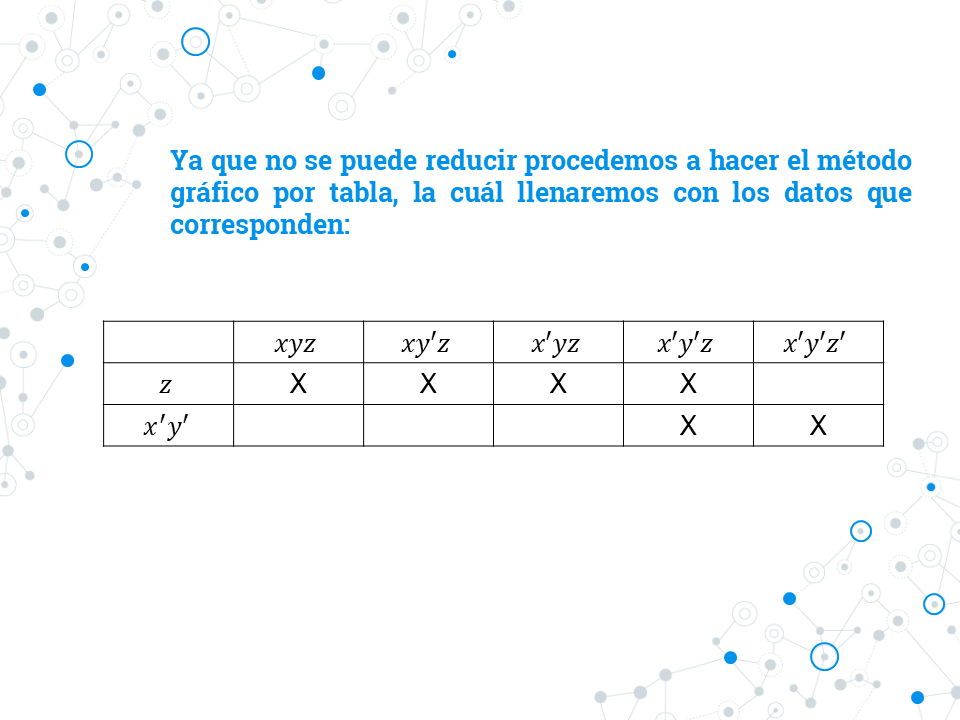 Ya que no se puede reducir procedemos a hacer el método
gráfico por tabla, la cuál llenaremos con los datos que
corresponden:
xyz xy′z x′yz x′y′z x′y′z′
z X X X X
x′y′ X X